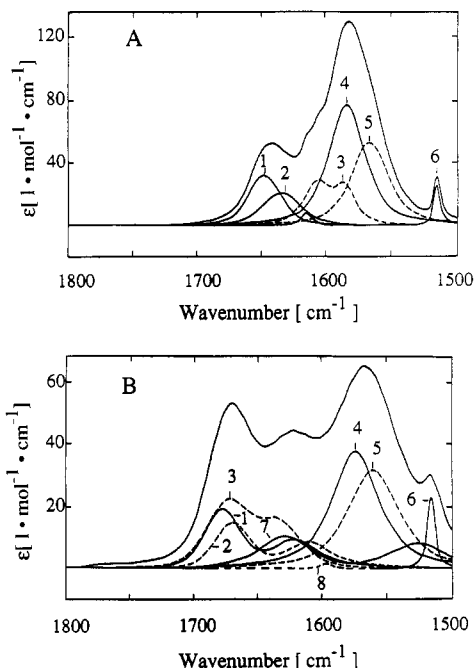 A
120
80
40
ε[ l · mol⁻¹ · cm⁻¹ ]
1 2 3 4 5 6
1800 1700 1600 1500
Wavenumber [ cm⁻¹ ]
B
60
40
20
ε[ l · mol⁻¹ · cm⁻¹ ]
3 1 7 2 8 4 5 6
1800 1700 1600 1500
Wavenumber [ cm⁻¹ ]